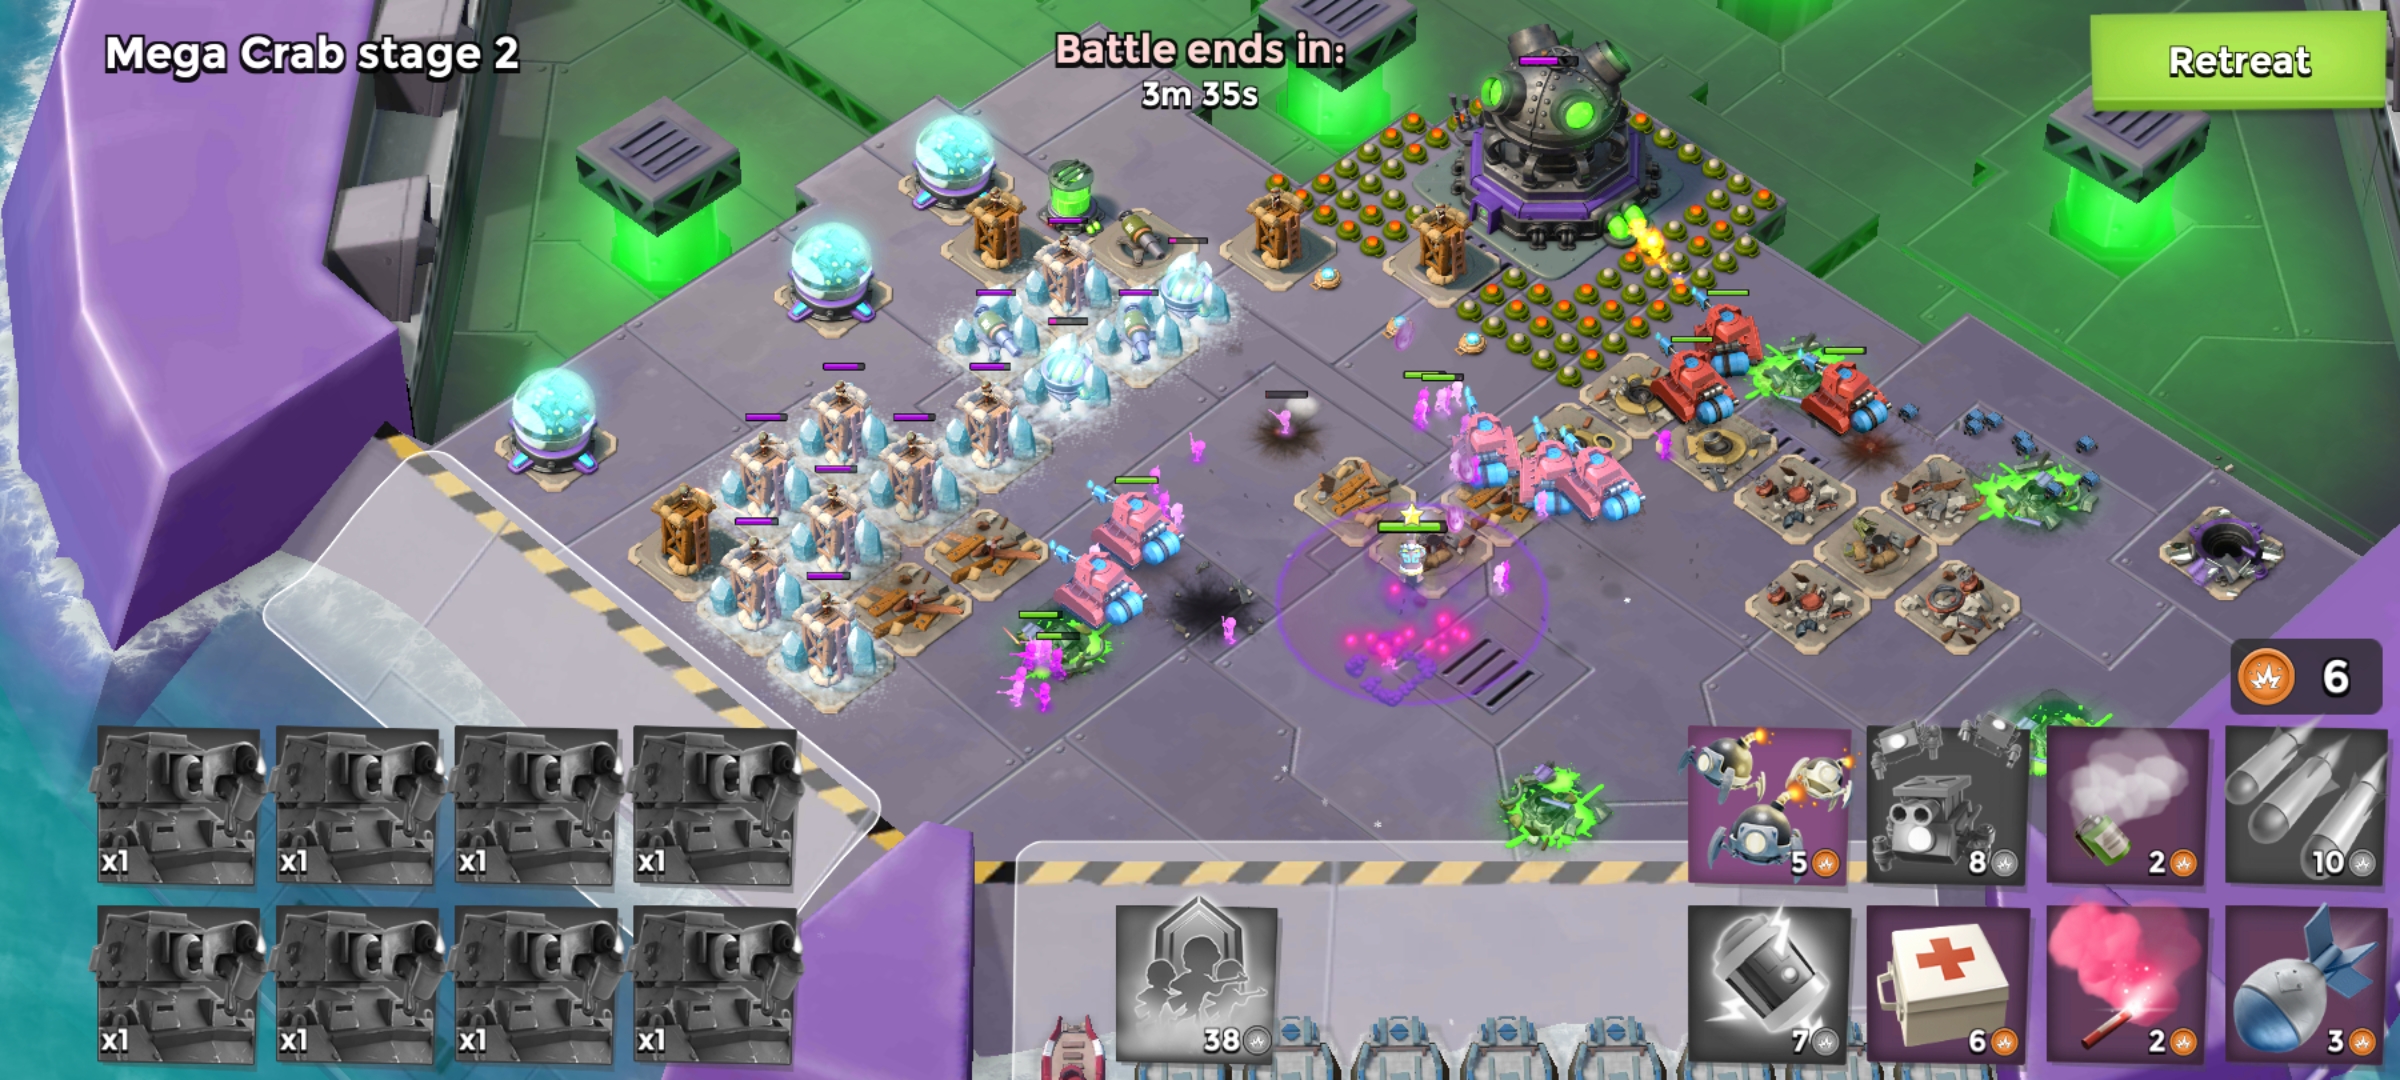 Mega Crab stage 2
Battle ends in:
3m 35s
Retreat
6
x1
x1
x1
x1
5
8
2
10
x1
x1
x1
x1
38
7
6
2
3